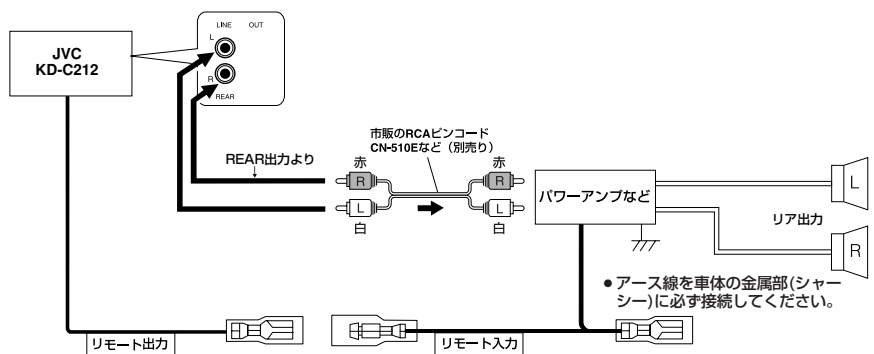 LINE OUT
L
R
REAR
JVC
KD-C212
REAR出力より
市販のRCAピンコード
CN-510Eなど（別売り）
赤
赤
R
R
L
L
白
白
パワーアンプなど
L
リア出力
R
● アース線を車体の金属部(シャー
シー)に必ず接続してください。
リモート出力
リモート入力